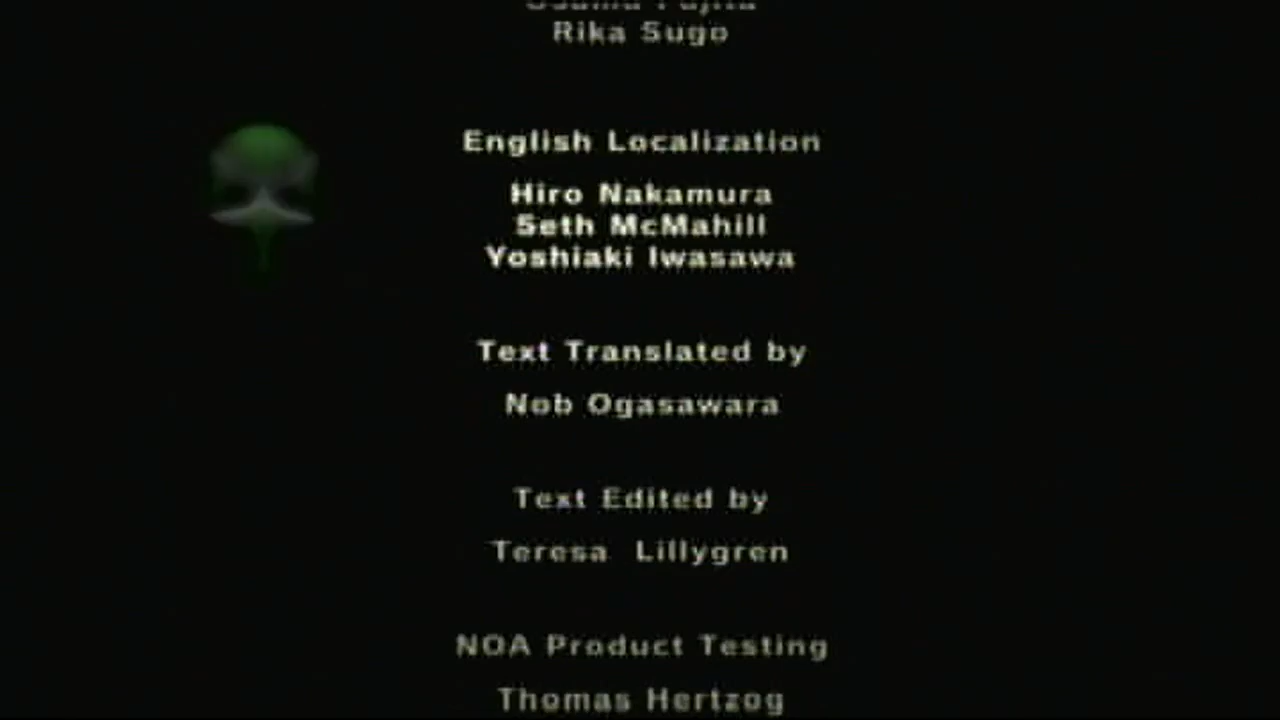 Rika Sugo
English Localization
Hiro Nakamura
Seth McMahill
Yoshiaki Iwasawa
Text Translated by
Nob Ogasawara
Text Edited by
Teresa Lillygren
NOA Product Testing
Thomas Hertzog